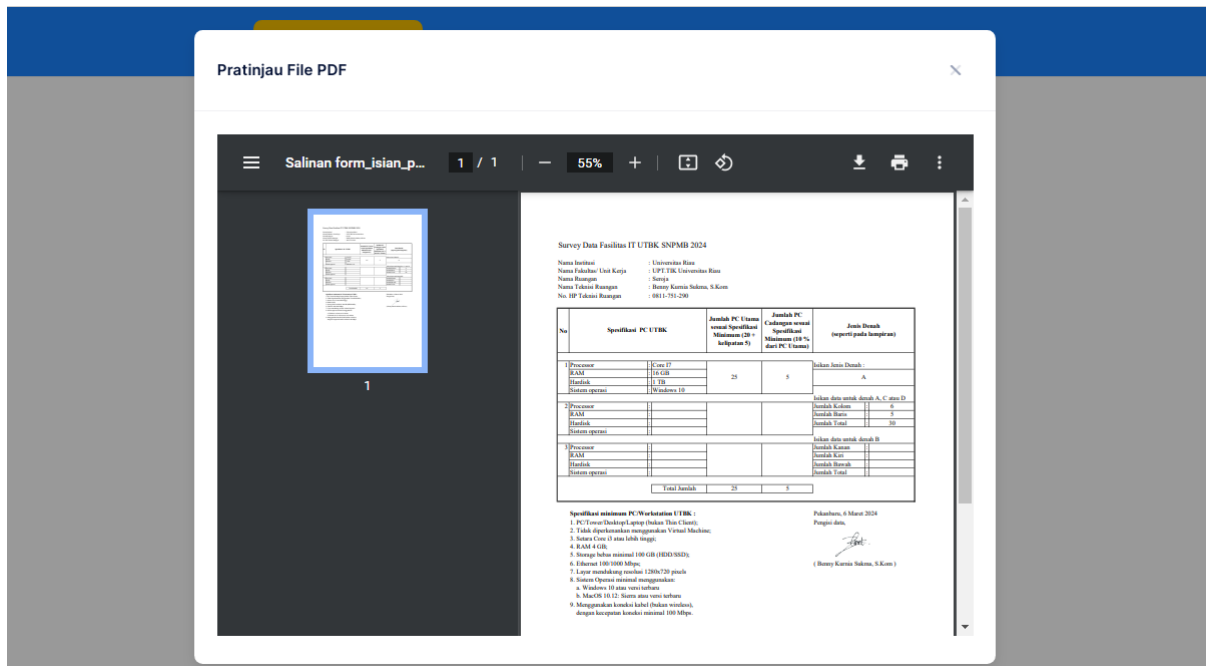 Pratinjau File PDF
Salinan form_isian_p...
1 / 1
55%
1
Survey Data Fasilitas IT UTBK SNPMB 2024
Nama Institusi : Universitas Riau
Nama Fakultas/ Unit Kerja : UPT.TIK Universitas Riau
Nama Ruangan : Seroja
Nama Teknisi Ruangan : Benny Kurnia Sukma, S.Kom
No. HP Teknisi Ruangan : 0811-751-290
No Spesifikasi PC UTBK Jumlah PC Utama sesuai Spesifikasi Minimum (20 + kelipatan 5) Jumlah PC Cadangan sesuai Spesifikasi Minimum (10 % dari PC Utama) Jenis Denah (seperti pada lampiran)
1 Processor : Core I7 Isikan Jenis Denah :
RAM : 16 GB 25 5 A
Hardisk : 1 TB
Sistem operasi : Windows 10
Isikan data untuk denah A, C atau D
2 Processor : Jumlah Kolom : 6
RAM : Jumlah Baris : 5
Hardisk : Jumlah Total : 30
Sistem operasi :
Isikan data untuk denah B
3 Processor : Jumlah Kanan :
RAM : Jumlah Kiri :
Hardisk : Jumlah Bawah :
Sistem operasi : Jumlah Total :
Total Jumlah 25 5
Spesifikasi minimum PC/Workstation UTBK :
1. PC/Tower/Desktop/Laptop (bukan Thin Client);
2. Tidak diperkenankan menggunakan Virtual Machine;
3. Setara Core i3 atau lebih tinggi;
4. RAM 4 GB;
5. Storage bebas minimal 100 GB (HDD/SSD);
6. Ethernet 100/1000 Mbps;
7. Layar mendukung resolusi 1280x720 pixels
8. Sistem Operasi minimal menggunakan:
a. Windows 10 atau versi terbaru
b. MacOS 10,12: Sierra atau versi terbaru
9. Menggunakan koneksi kabel (bukan wireless),
dengan kecepatan koneksi minimal 100 Mbps.
Pekanbaru, 6 Maret 2024
Pengisi data,
( Benny Kurnia Sukma, S.Kom )